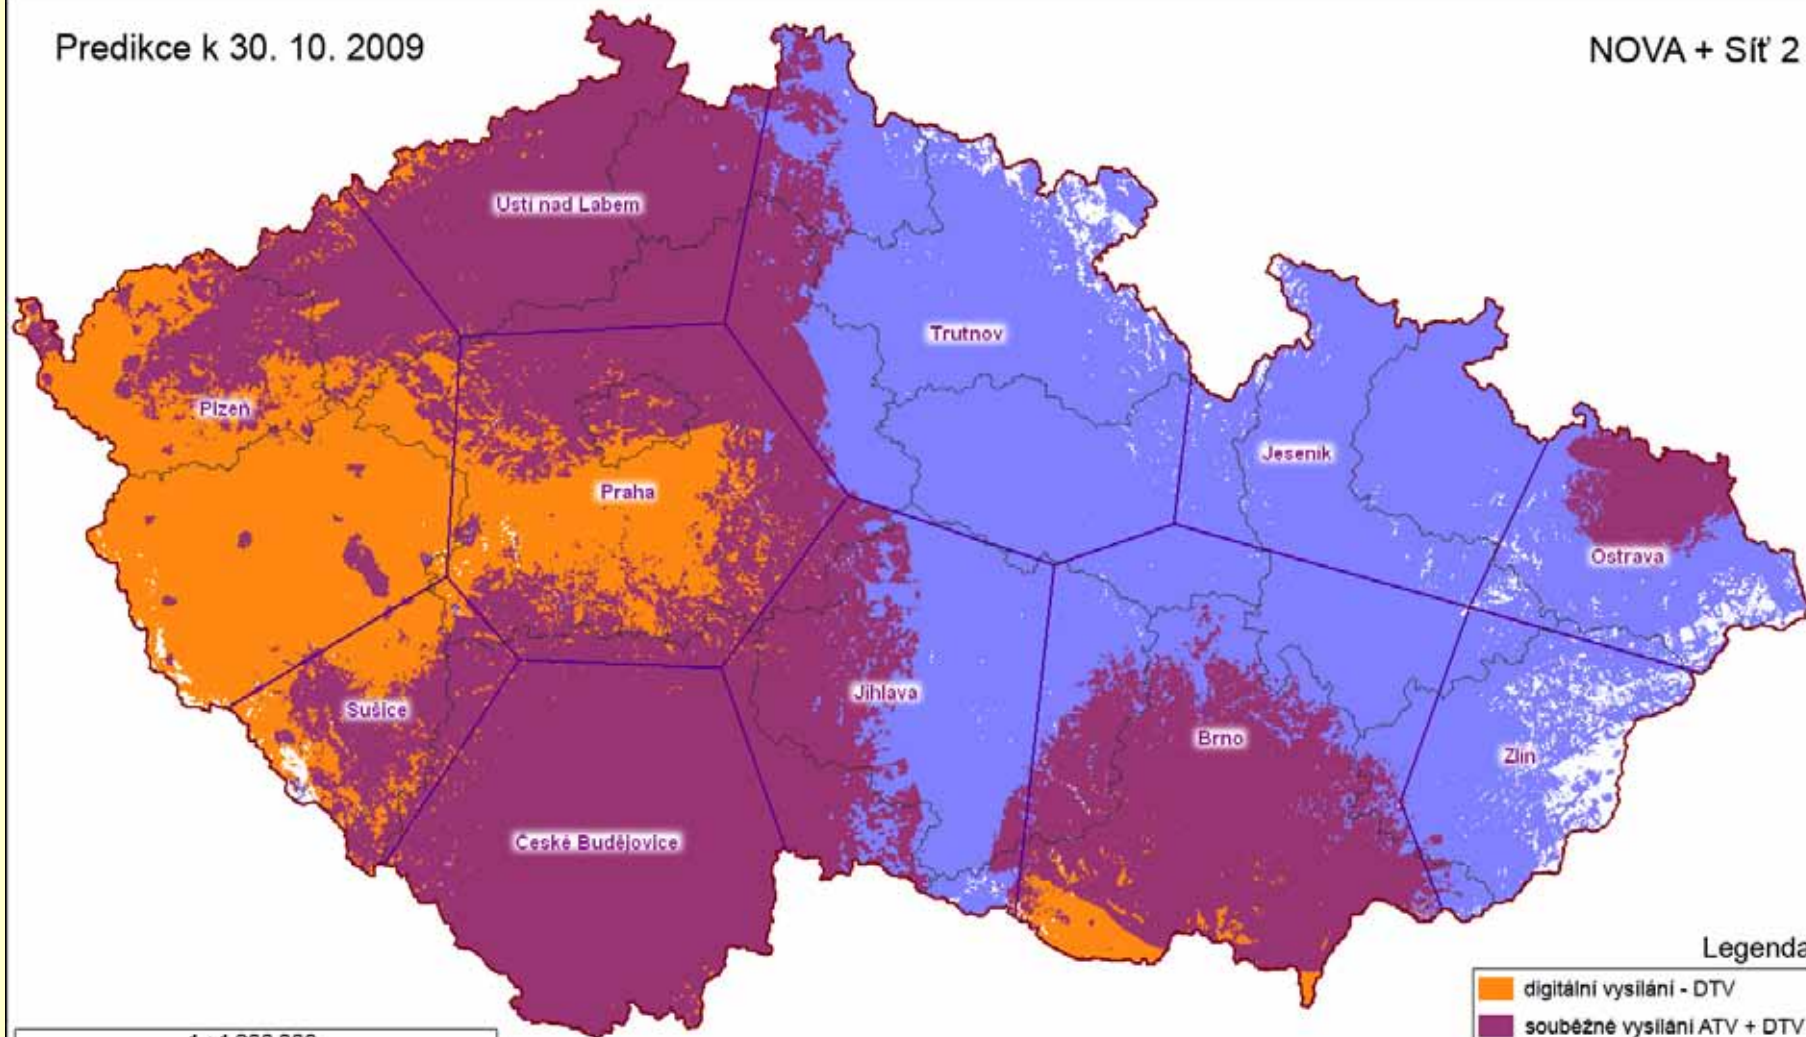 Predikce k 30. 10. 2009
NOVA + Síť 2
Ústí nad Labem
Trutnov
Plzeň
Jeseník
Praha
Ostrava
Jihlava
Sušice
Brno
Zlín
České Budějovice
Legenda
digitální vysílání - DTV
souběžné vysílání ATV + DTV